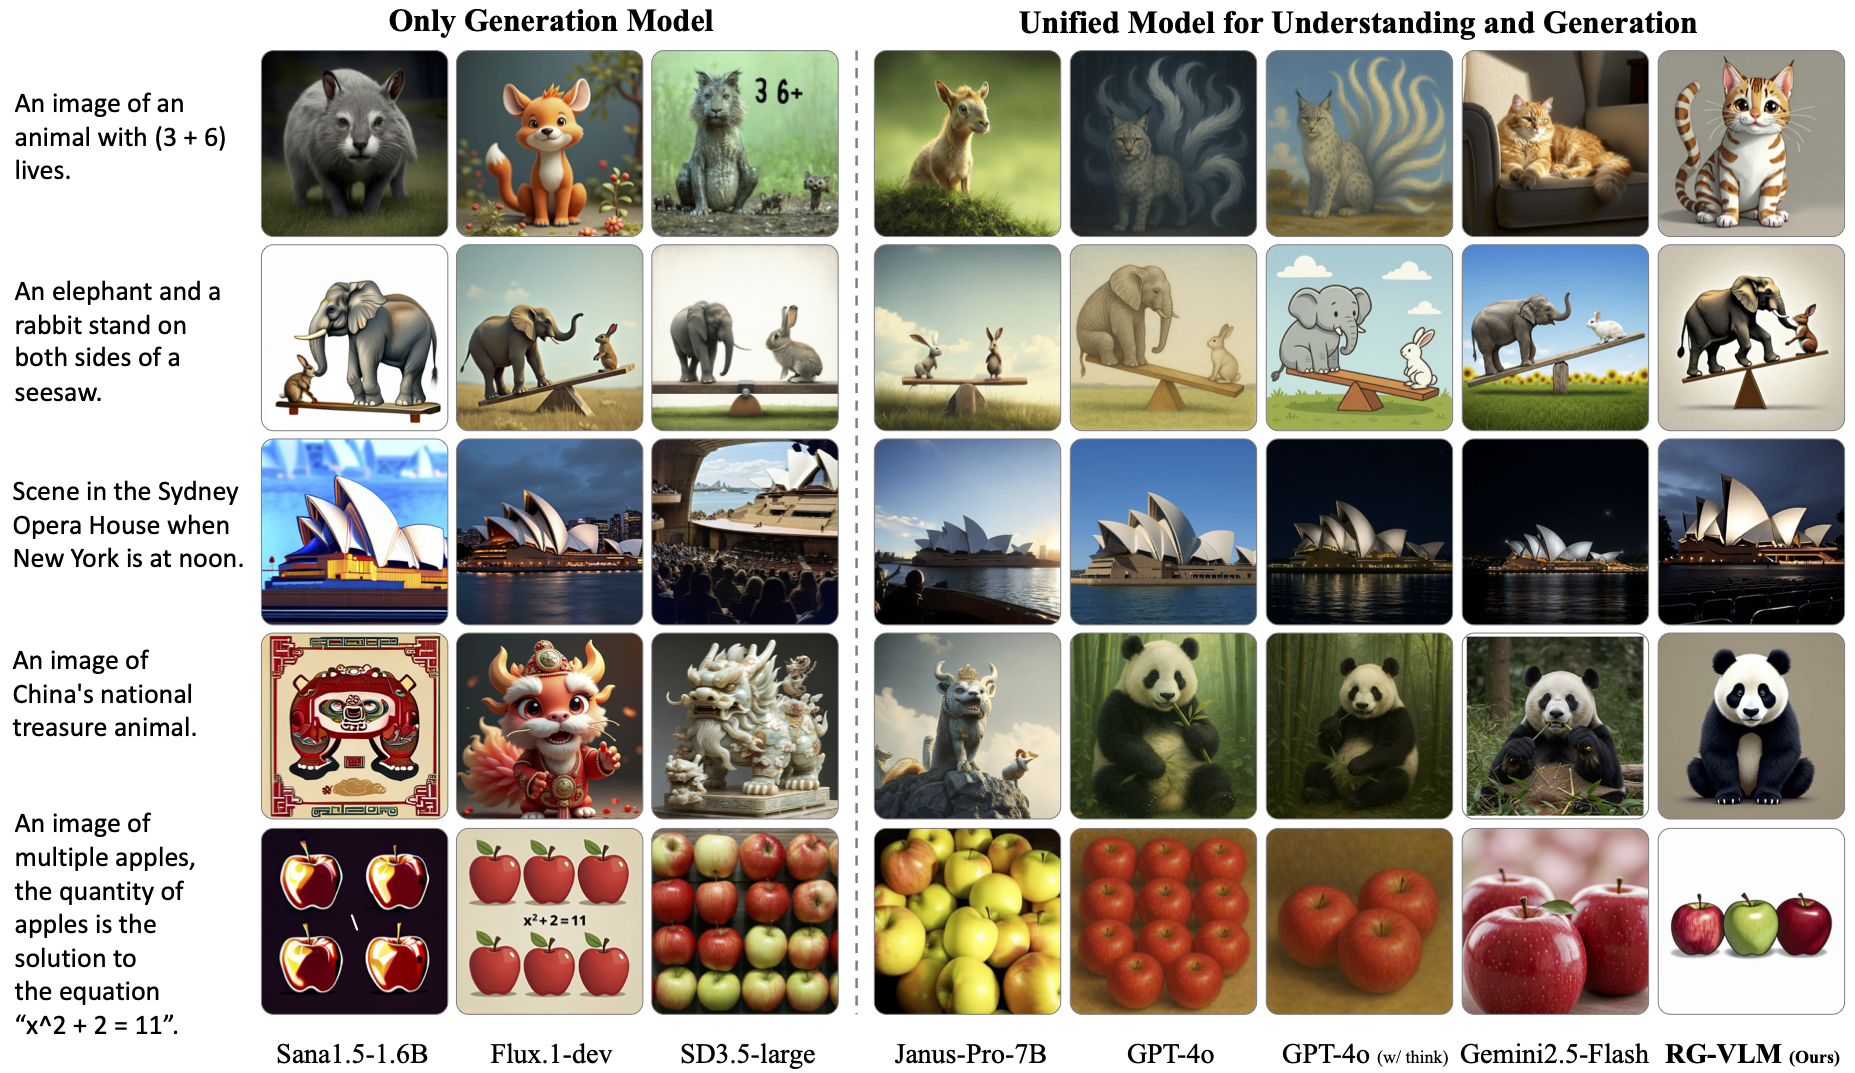 Only Generation Model
Unified Model for Understanding and Generation
An image of an
animal with (3 + 6)
lives.
3 6+
An elephant and a
rabbit stand on
both sides of a
seesaw.
Scene in the Sydney
Opera House when
New York is at noon.
An image of
China's national
treasure animal.
An image of
multiple apples,
the quantity of
apples is the
solution to
the equation
“x^2 + 2 = 11”.
x² + 2 = 11
Sana1.5-1.6B
Flux.1-dev
SD3.5-large
Janus-Pro-7B
GPT-4o
GPT-4o (w/ think)
Gemini2.5-Flash
RG-VLM (Ours)